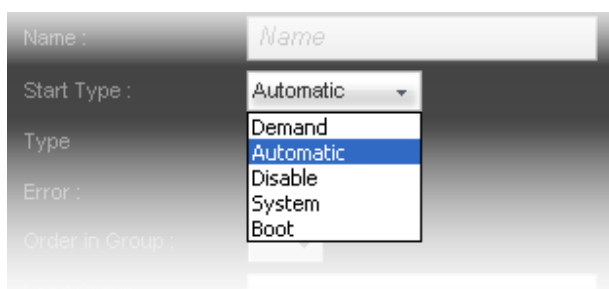 Name : Name
Start Type : Automatic
Demand
Type
Automatic
Disable
Error :
System
Order in Group :
Boot